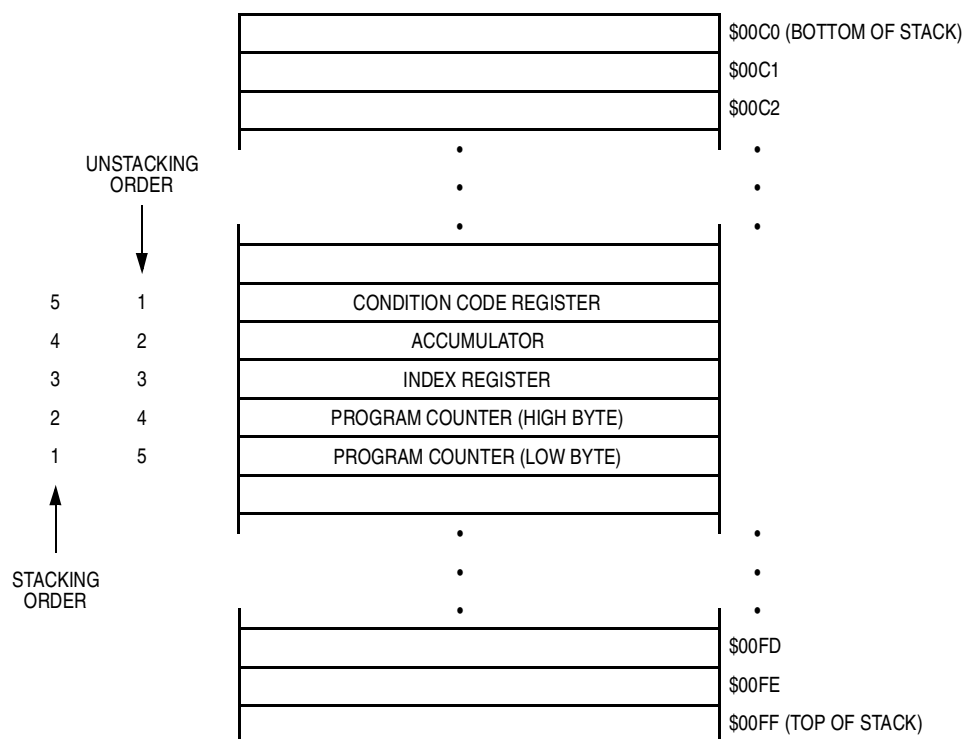 $00C0 (BOTTOM OF STACK)
$00C1
$00C2
UNSTACKING
ORDER
5 1 CONDITION CODE REGISTER
4 2 ACCUMULATOR
3 3 INDEX REGISTER
2 4 PROGRAM COUNTER (HIGH BYTE)
1 5 PROGRAM COUNTER (LOW BYTE)
STACKING
ORDER
$00FD
$00FE
$00FF (TOP OF STACK)